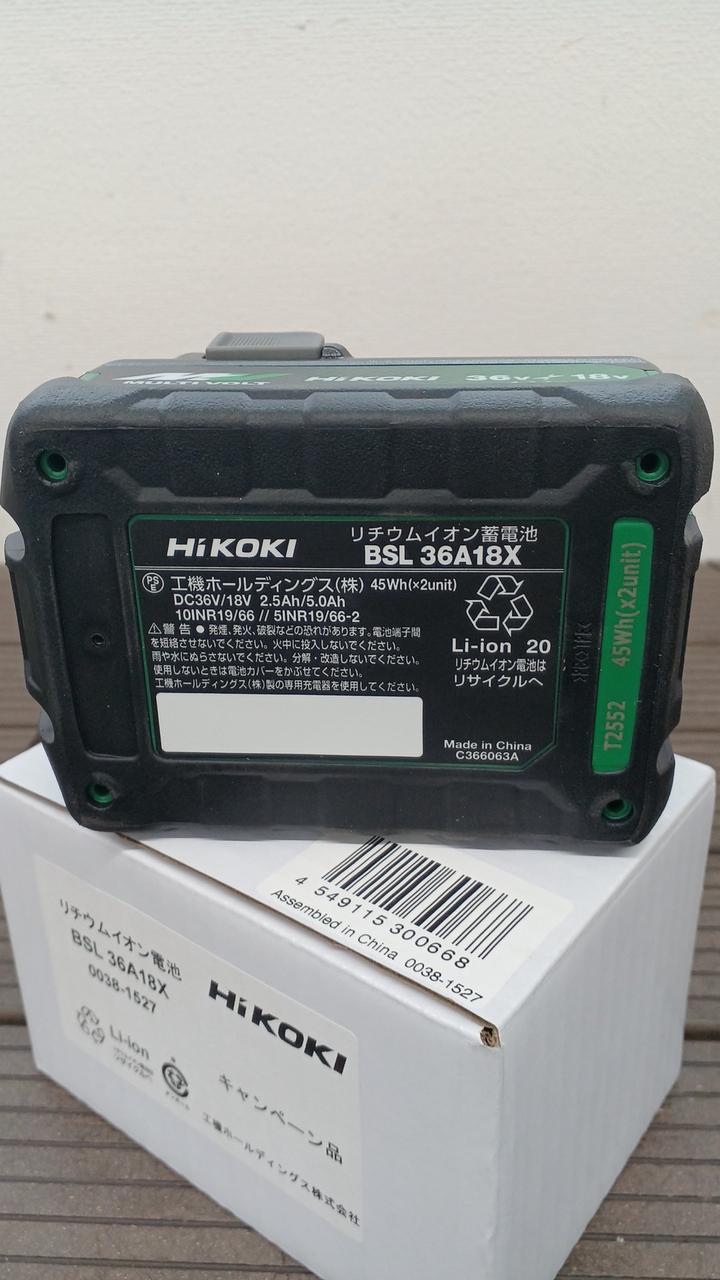 MULTI VOLT HiKOKI 36V 18V
HiKOKI
リチウムイオン蓄電池
BSL 36A18X
PS E 工機ホールディングス(株) 45Wh(×2unit)
DC36V/18V 2.5Ah/5.0Ah
10INR19/66 // 5INR19/66-2
⚠警告 ● 発煙、発火、破裂などの恐れがあります。電池端子間
を短絡させないでください。火中に投入しないでください。
雨や水にぬらさないでください。分解・改造しないでください。
使用しないときは電池カバーをかぶせてください。
工機ホールディングス(株)製の専用充電器を使用してください。
Li-ion 20
リチウムイオン電池は
リサイクルへ
Made in China
C366063A
T2552 45Wh(x2unit)
4 549115 300668
Assembled in China 0038-1527
リチウムイオン電池
BSL 36A18X
0038-1527
HiKOKI
Li-ion
キャンペーン品
工機ホールディングス株式会社